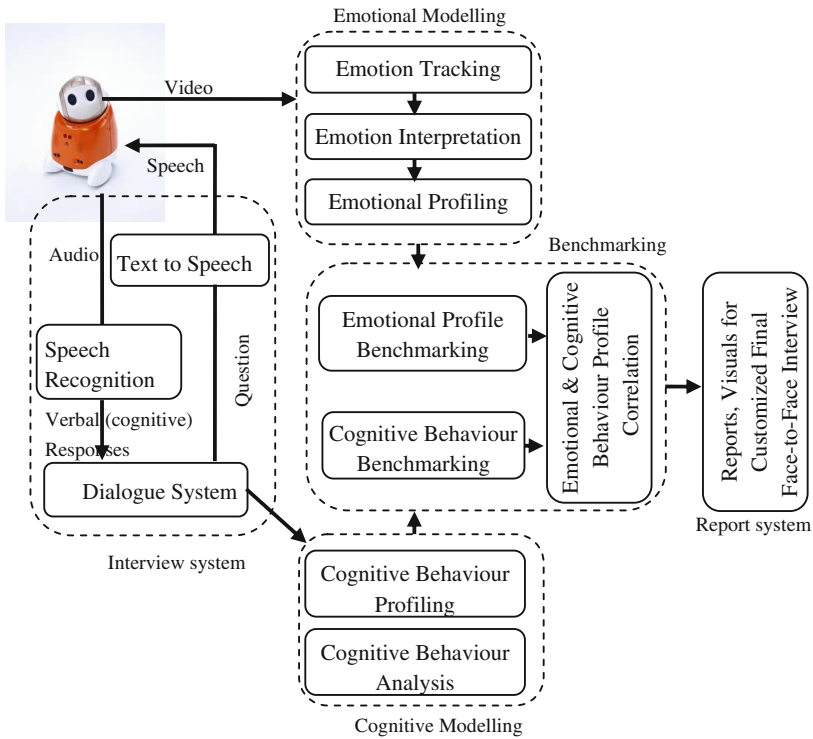 Emotional Modelling
Emotion Tracking
Video
Emotion Interpretation
Speech
Emotional Profiling
Benchmarking
Audio
Text to Speech
Emotional Profile
Benchmarking
Speech
Recognition
Question
Verbal (cognitive)
Responses
Cognitive Behaviour
Benchmarking
Emotional & Cognitive
Behaviour Profile
Correlation
Reports, Visuals for
Customized Final
Face-to-Face Interview
Dialogue System
Report system
Interview system
Cognitive Behaviour
Profiling
Cognitive Behaviour
Analysis
Cognitive Modelling